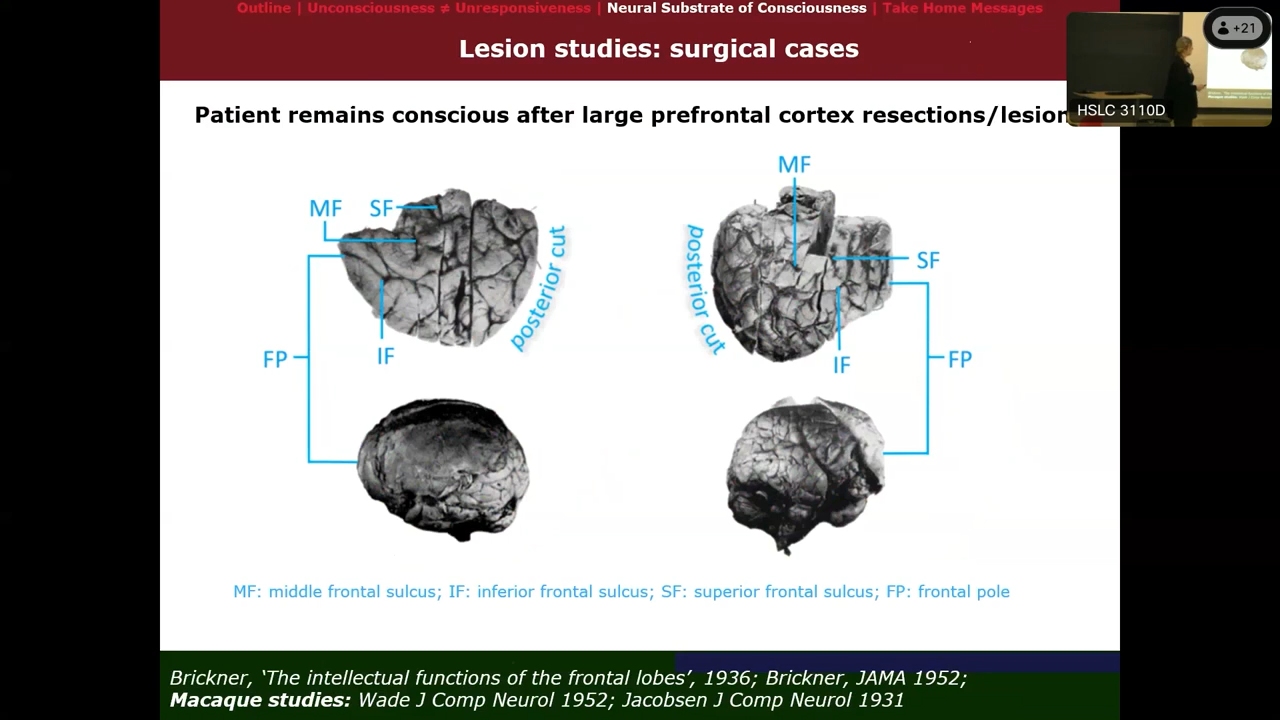 Outline | Unconsciousness ≠ Unresponsiveness | Neural Substrate of Consciousness | Take Home Messages
Lesion studies: surgical cases
+21
HSLC 3110D
Patient remains conscious after large prefrontal cortex resections/lesion
MF
MF SF
posterior cut
posterior cut
SF
FP
IF
IF
FP
MF: middle frontal sulcus; IF: inferior frontal sulcus; SF: superior frontal sulcus; FP: frontal pole
Brickner, ‘The intellectual functions of the frontal lobes’, 1936; Brickner, JAMA 1952;
Macaque studies: Wade J Comp Neurol 1952; Jacobsen J Comp Neurol 1931